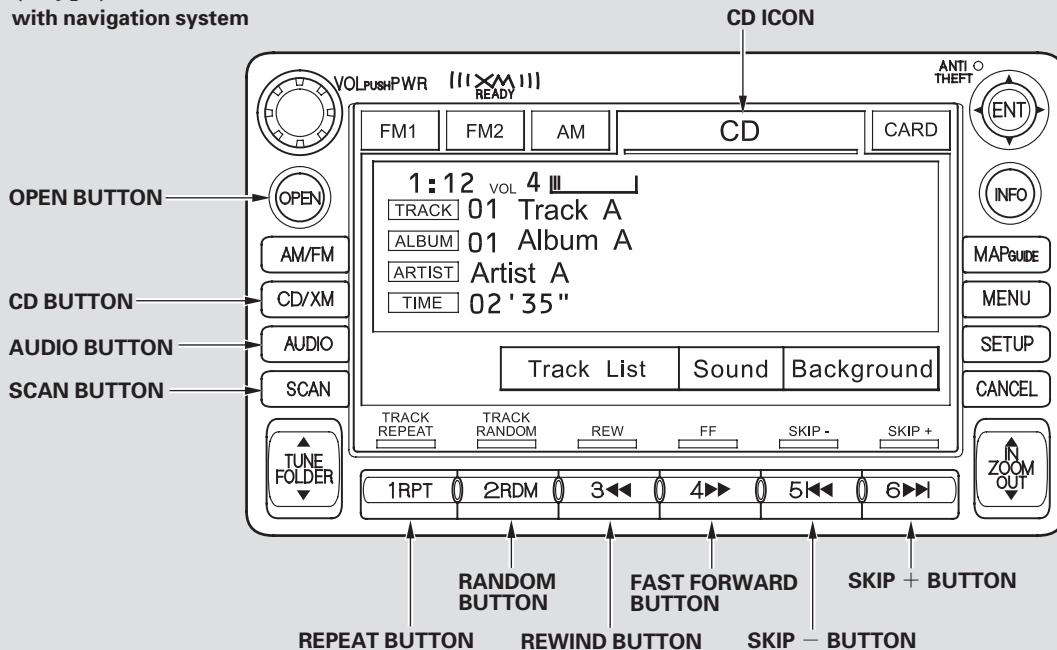 with navigation system
CD ICON
VOL PUSH PWR
XM
READY
ANTI
THEFT
ENT
FM1 FM2 AM CD CARD
OPEN BUTTON
OPEN
INFO
1:12 VOL 4
TRACK 01 Track A
ALBUM 01 Album A
ARTIST Artist A
TIME 02'35"
AM/FM
MAP GUIDE
CD BUTTON
CD/XM
MENU
AUDIO BUTTON
AUDIO
SETUP
Track List Sound Background
SCAN BUTTON
SCAN
CANCEL
TRACK REPEAT
TRACK RANDOM
REW
FF
SKIP -
SKIP +
TUNE
FOLDER
IN
ZOOM
OUT
1RPT 2RDM 3◀◀ 4▶▶ 5|◀◀ 6▶▶|
RANDOM
BUTTON
FAST FORWARD
BUTTON
SKIP + BUTTON
REPEAT BUTTON
REWIND BUTTON
SKIP − BUTTON